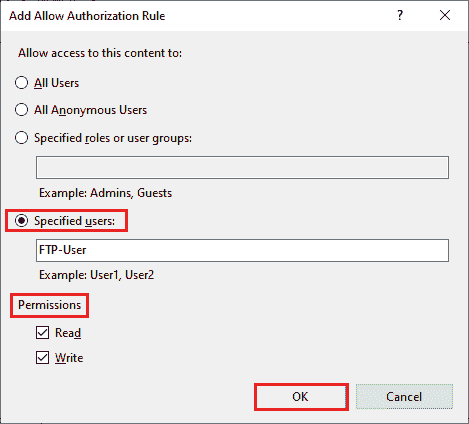 Add Allow Authorization Rule ? X
Allow access to this content to:
All Users
All Anonymous Users
Specified roles or user groups:
Example: Admins, Guests
Specified users:
FTP-User
Example: User1, User2
Permissions
Read
Write
OK Cancel